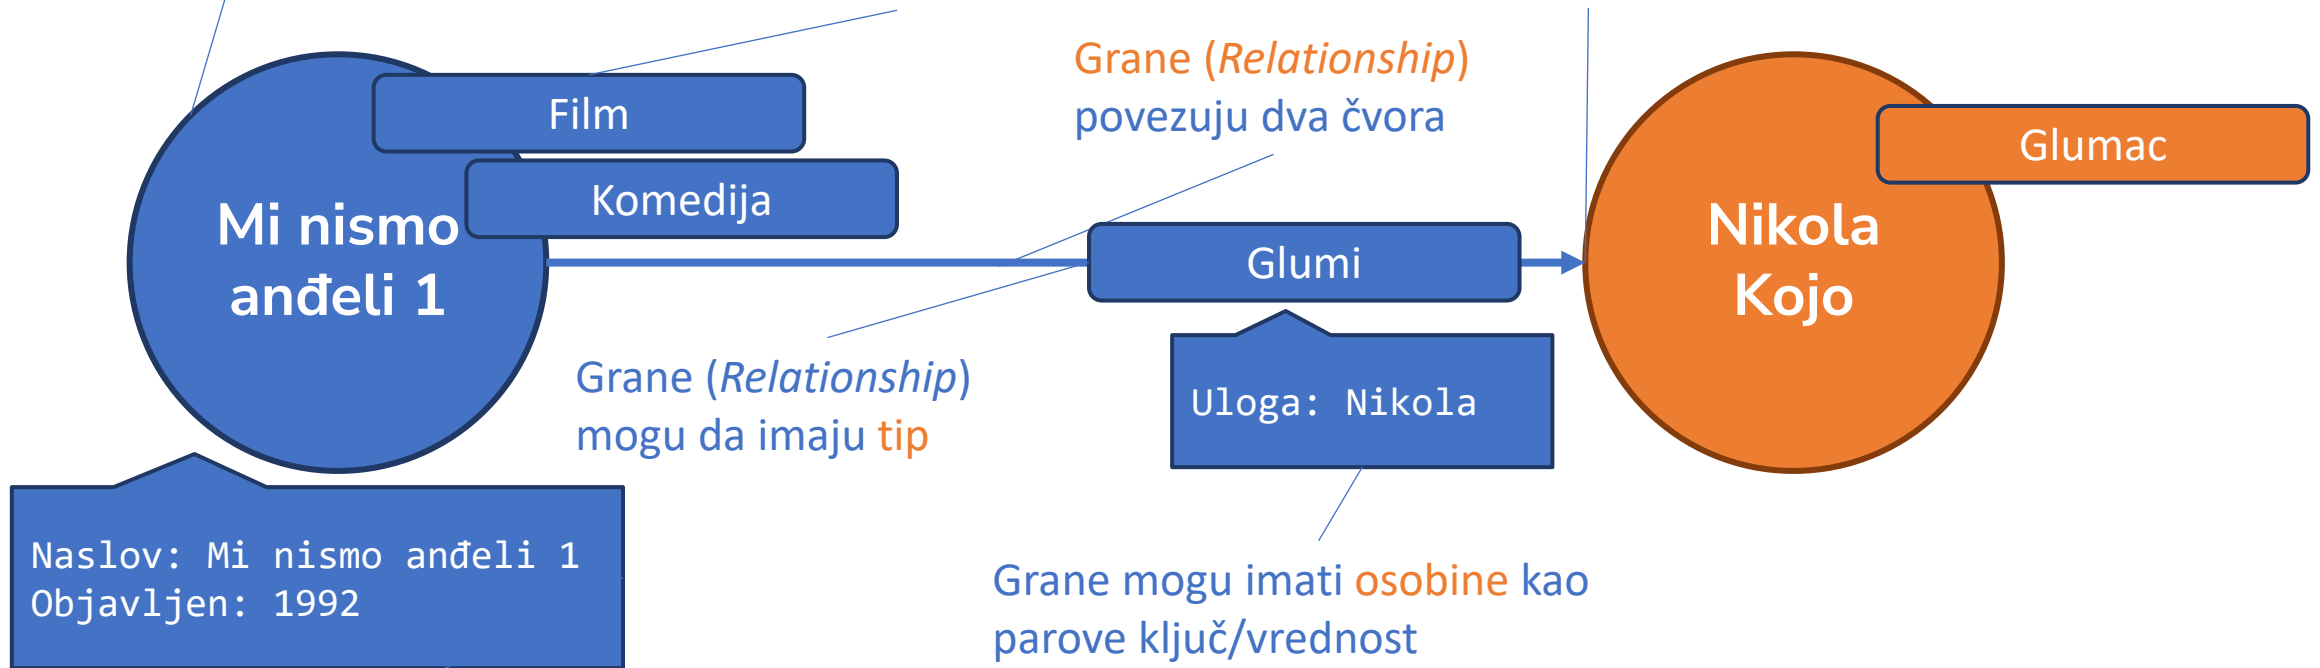 Film
Komedija
Mi nismo
anđeli 1
Grane (Relationship)
povezuju dva čvora
Glumi
Glumac
Nikola
Kojo
Grane (Relationship)
mogu da imaju tip
Uloga: Nikola
Naslov: Mi nismo anđeli 1
Objavljen: 1992
Grane mogu imati osobine kao
parove ključ/vrednost